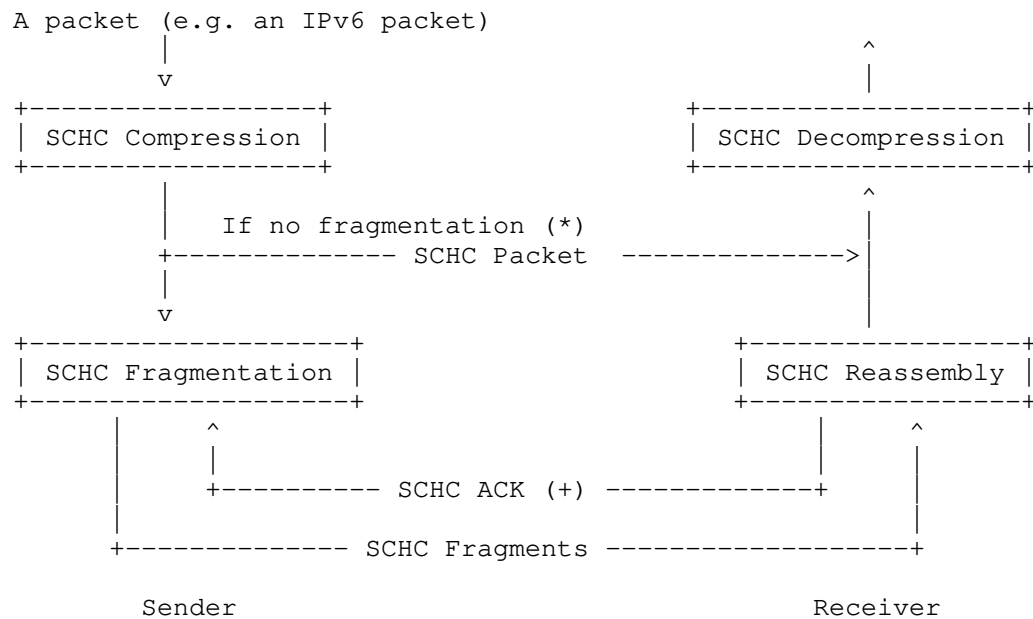 A packet (e.g. an IPv6 packet)
SCHC Compression
SCHC Decompression
If no fragmentation (*)
SCHC Packet
SCHC Fragmentation
SCHC Reassembly
SCHC ACK (+)
SCHC Fragments
Sender
Receiver